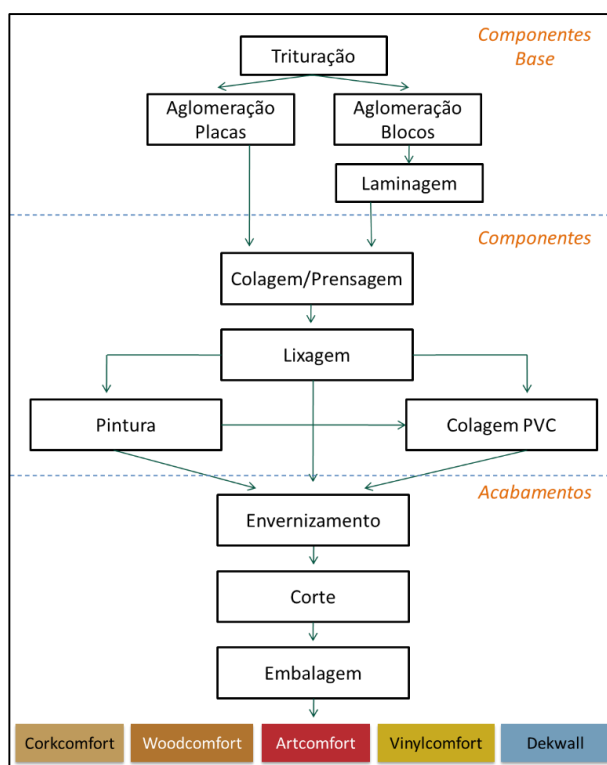 Componentes
Base
Trituração
Aglomeração
Placas
Aglomeração
Blocos
Laminagem
Componentes
Colagem/Prensagem
Lixagem
Pintura
Colagem PVC
Acabamentos
Envernizamento
Corte
Embalagem
Corkcomfort
Woodcomfort
Artcomfort
Vinylcomfort
Dekwall